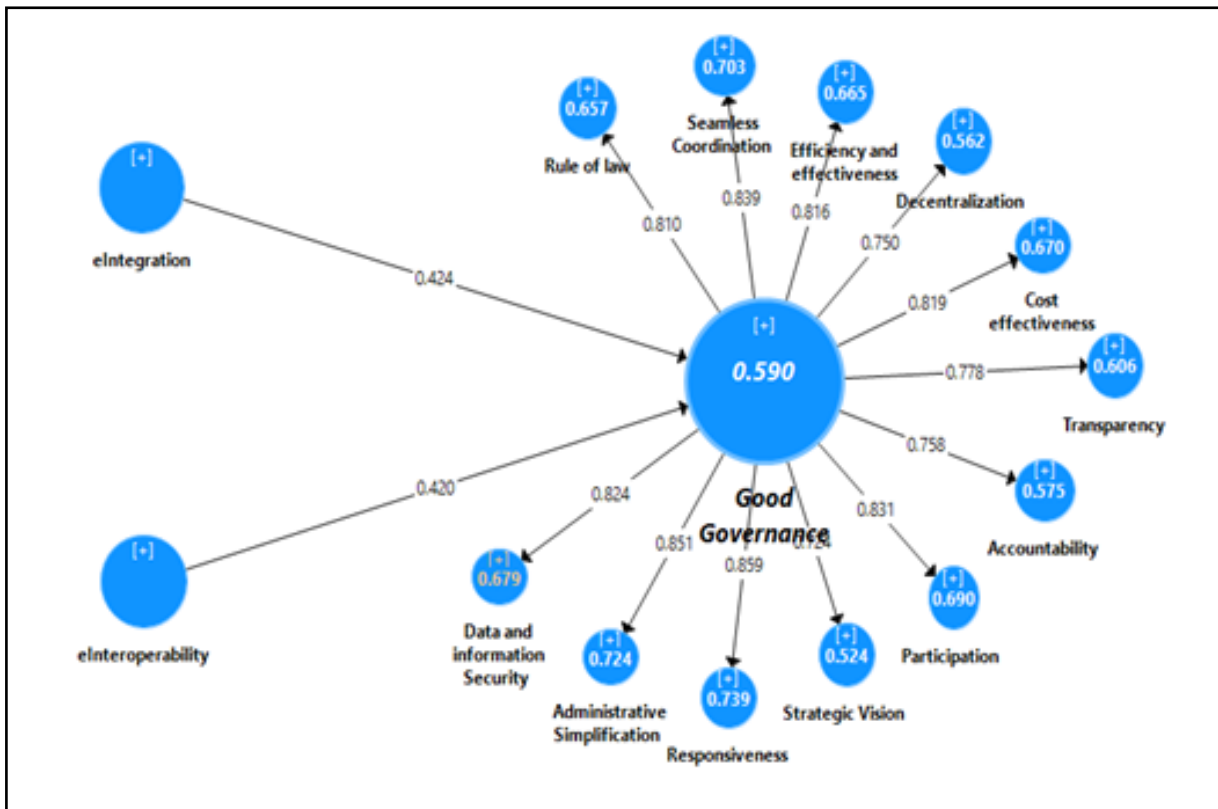 [+]
0.703
[+]
0.665
[+]
0.657
Seamless
Coordination
[+]
0.562
Rule of law
Efficiency and
effectiveness
[+]
Decentralization
0.839
0.816
0.810
0.750
[+]
0.670
eIntegration
0.424
0.819
Cost
effectiveness
[+]
0.590
[+]
0.606
0.778
Transparency
0.758
[+]
0.575
0.420
0.824
Good
Governance
0.831
Accountability
[+]
0.851
0.859
[+]
0.679
[+]
0.690
eInteroperability
Data and
information
Security
[+]
0.724
[+]
0.524
Participation
[+]
0.739
Administrative
Simplification
Strategic Vision
Responsiveness